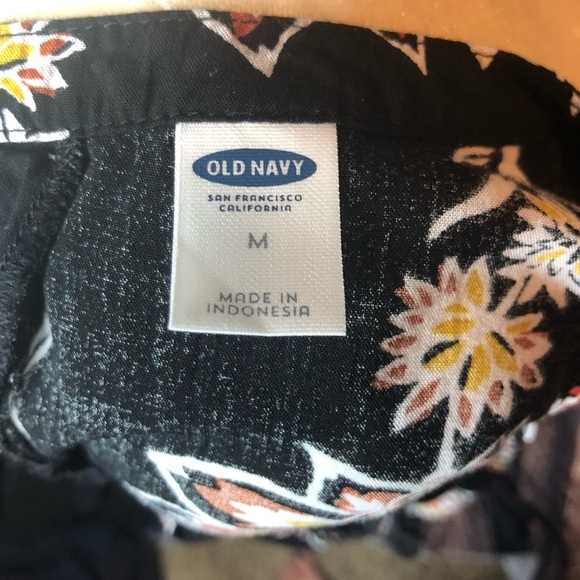 OLD NAVY
SAN FRANCISCO
CALIFORNIA
M
MADE IN
INDONESIA